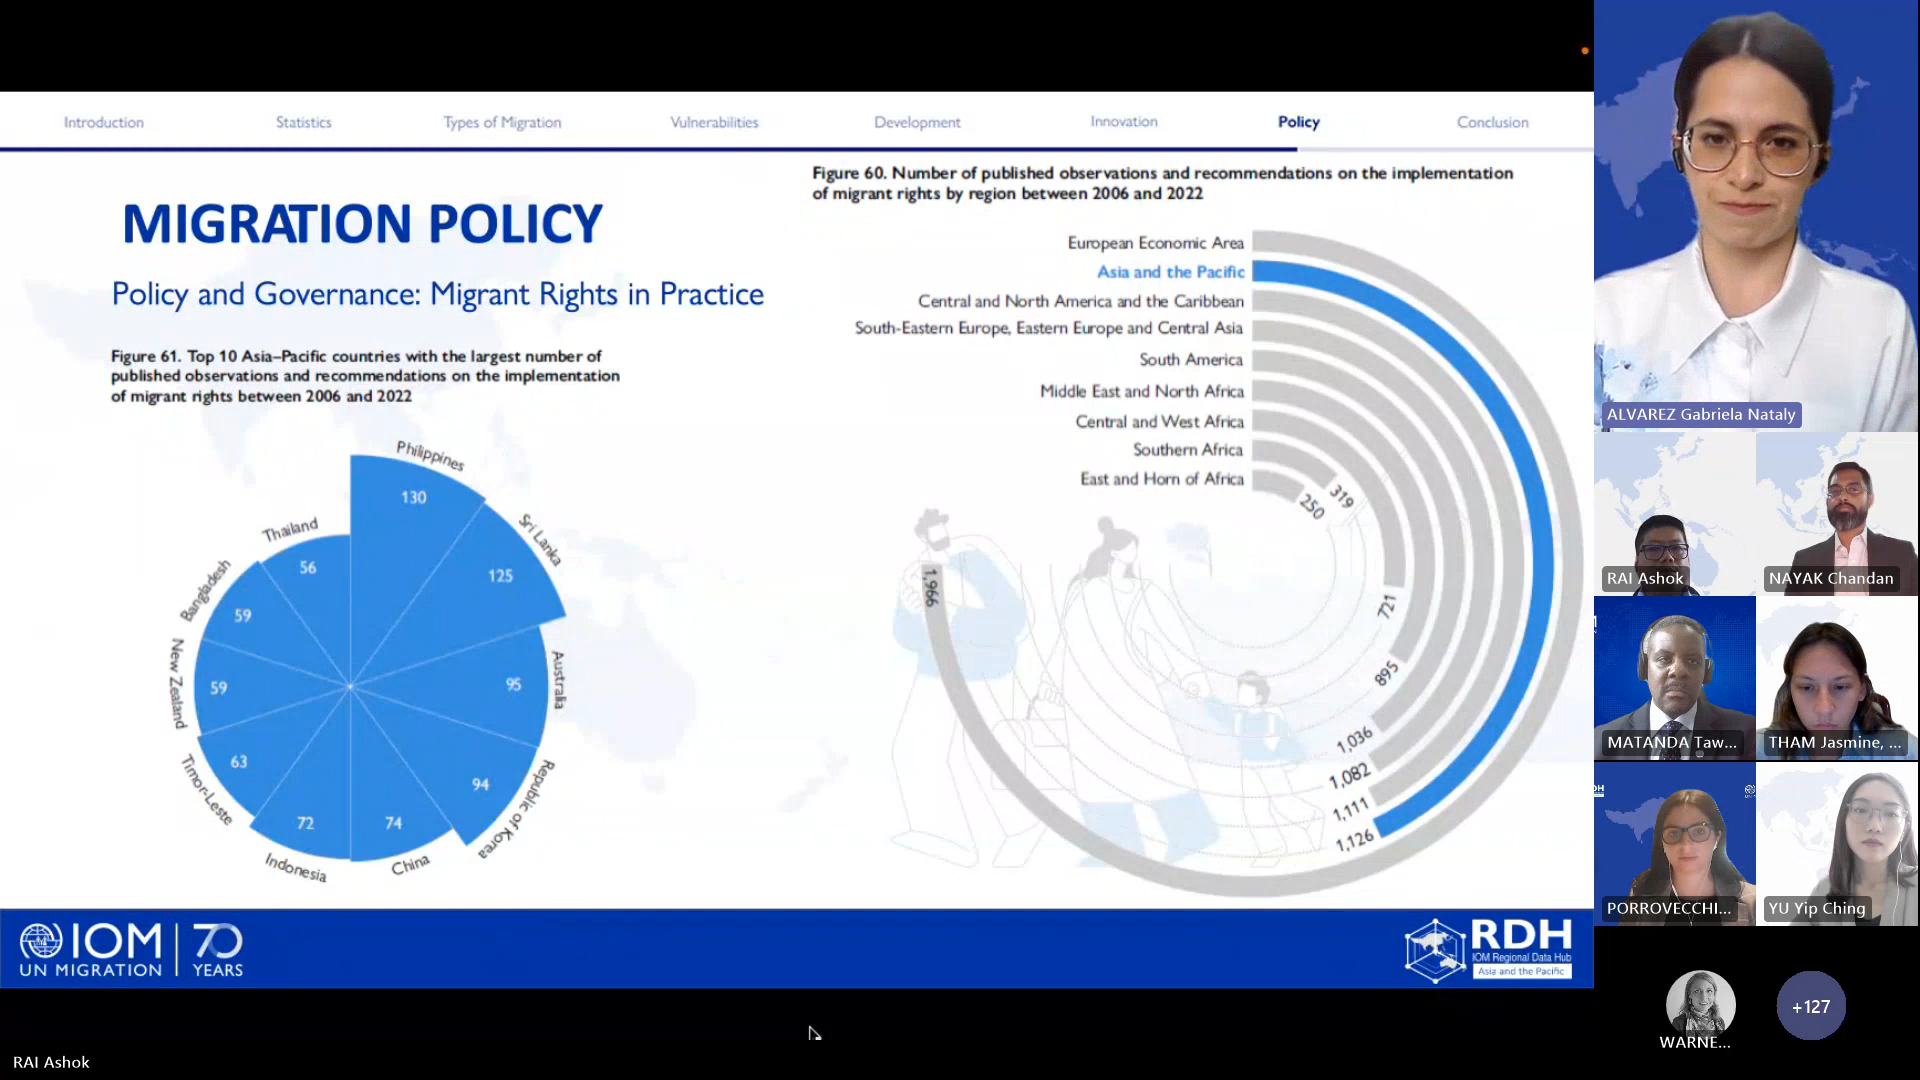 Introduction
Statistics
Types of Migration
Vulnerabilities
Development
Innovation
Policy
Conclusion
MIGRATION POLICY
Policy and Governance: Migrant Rights in Practice
Figure 61. Top 10 Asia–Pacific countries with the largest number of
published observations and recommendations on the implementation
of migrant rights between 2006 and 2022
Philippines
130
Sri Lanka
125
Australia
95
Republic of Korea
94
China
74
Indonesia
72
Timor-Leste
63
New Zealand
59
Bangladesh
59
Thailand
56
Figure 60. Number of published observations and recommendations on the implementation
of migrant rights by region between 2006 and 2022
European Economic Area
Asia and the Pacific
Central and North America and the Caribbean
South-Eastern Europe, Eastern Europe and Central Asia
South America
Middle East and North Africa
Central and West Africa
Southern Africa
East and Horn of Africa
250
319
721
895
1,036
1,082
1,111
1,126
1,966
IOM
UN MIGRATION
70
YEARS
RDH
IOM Regional Data Hub
Asia and the Pacific
ALVAREZ Gabriela Nataly
RAI Ashok
NAYAK Chandan
MATANDA Taw...
THAM Jasmine, ...
PORROVECCHI...
YU Yip Ching
WARNE...
+127
RAI Ashok